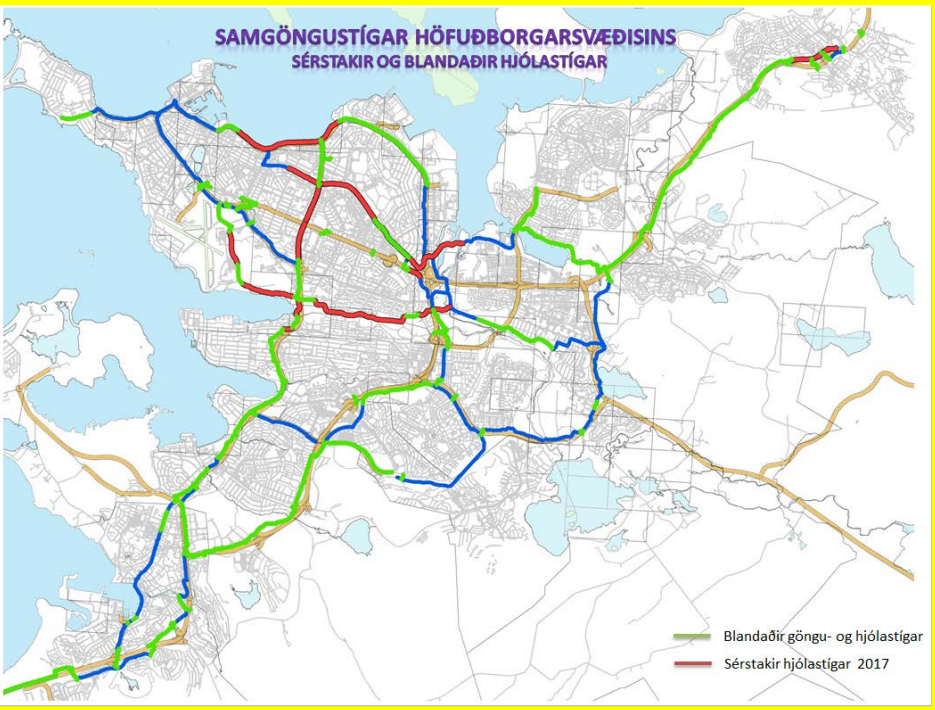 SAMGÖNGUSTÍGAR HÖFUÐBORGARSVÆÐISINS
SÉRSTAKIR OG BLANDAÐIR HJÓLASTÍGAR
Blandaðir göngu- og hjólastígar
Sérstakir hjólastígar 2017